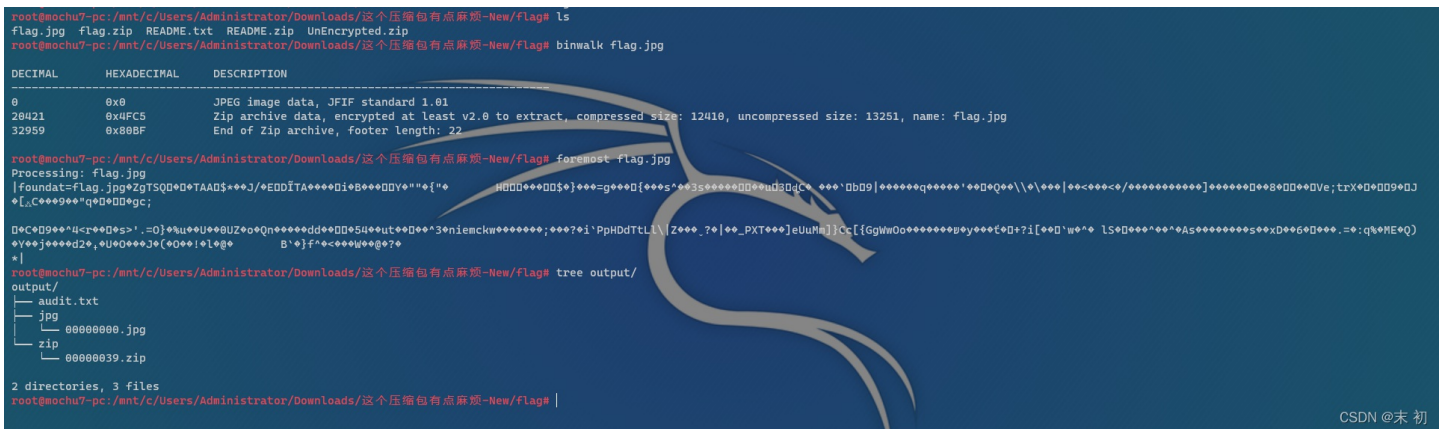 root@mochu7-pc:/mnt/c/Users/Administrator/Downloads/这个压缩包有点麻烦-New/flag# ls
flag.jpg  flag.zip  README.txt  README.zip  UnEncrypted.zip
root@mochu7-pc:/mnt/c/Users/Administrator/Downloads/这个压缩包有点麻烦-New/flag# binwalk flag.jpg
DECIMAL       HEXADECIMAL     DESCRIPTION
--------------------------------------------------------------------------------
0             0x0             JPEG image data, JFIF standard 1.01
20421         0x4FC5          Zip archive data, encrypted at least v2.0 to extract, compressed size: 12410, uncompressed size: 13251, name: flag.jpg
32959         0x80BF          End of Zip archive, footer length: 22
root@mochu7-pc:/mnt/c/Users/Administrator/Downloads/这个压缩包有点麻烦-New/flag# foremost flag.jpg
Processing: flag.jpg
|foundat=flag.jpg
*|
root@mochu7-pc:/mnt/c/Users/Administrator/Downloads/这个压缩包有点麻烦-New/flag# tree output/
output/
├── audit.txt
├── jpg
│   └── 00000000.jpg
└── zip
    └── 00000039.zip
2 directories, 3 files
root@mochu7-pc:/mnt/c/Users/Administrator/Downloads/这个压缩包有点麻烦-New/flag#
CSDN @末 初